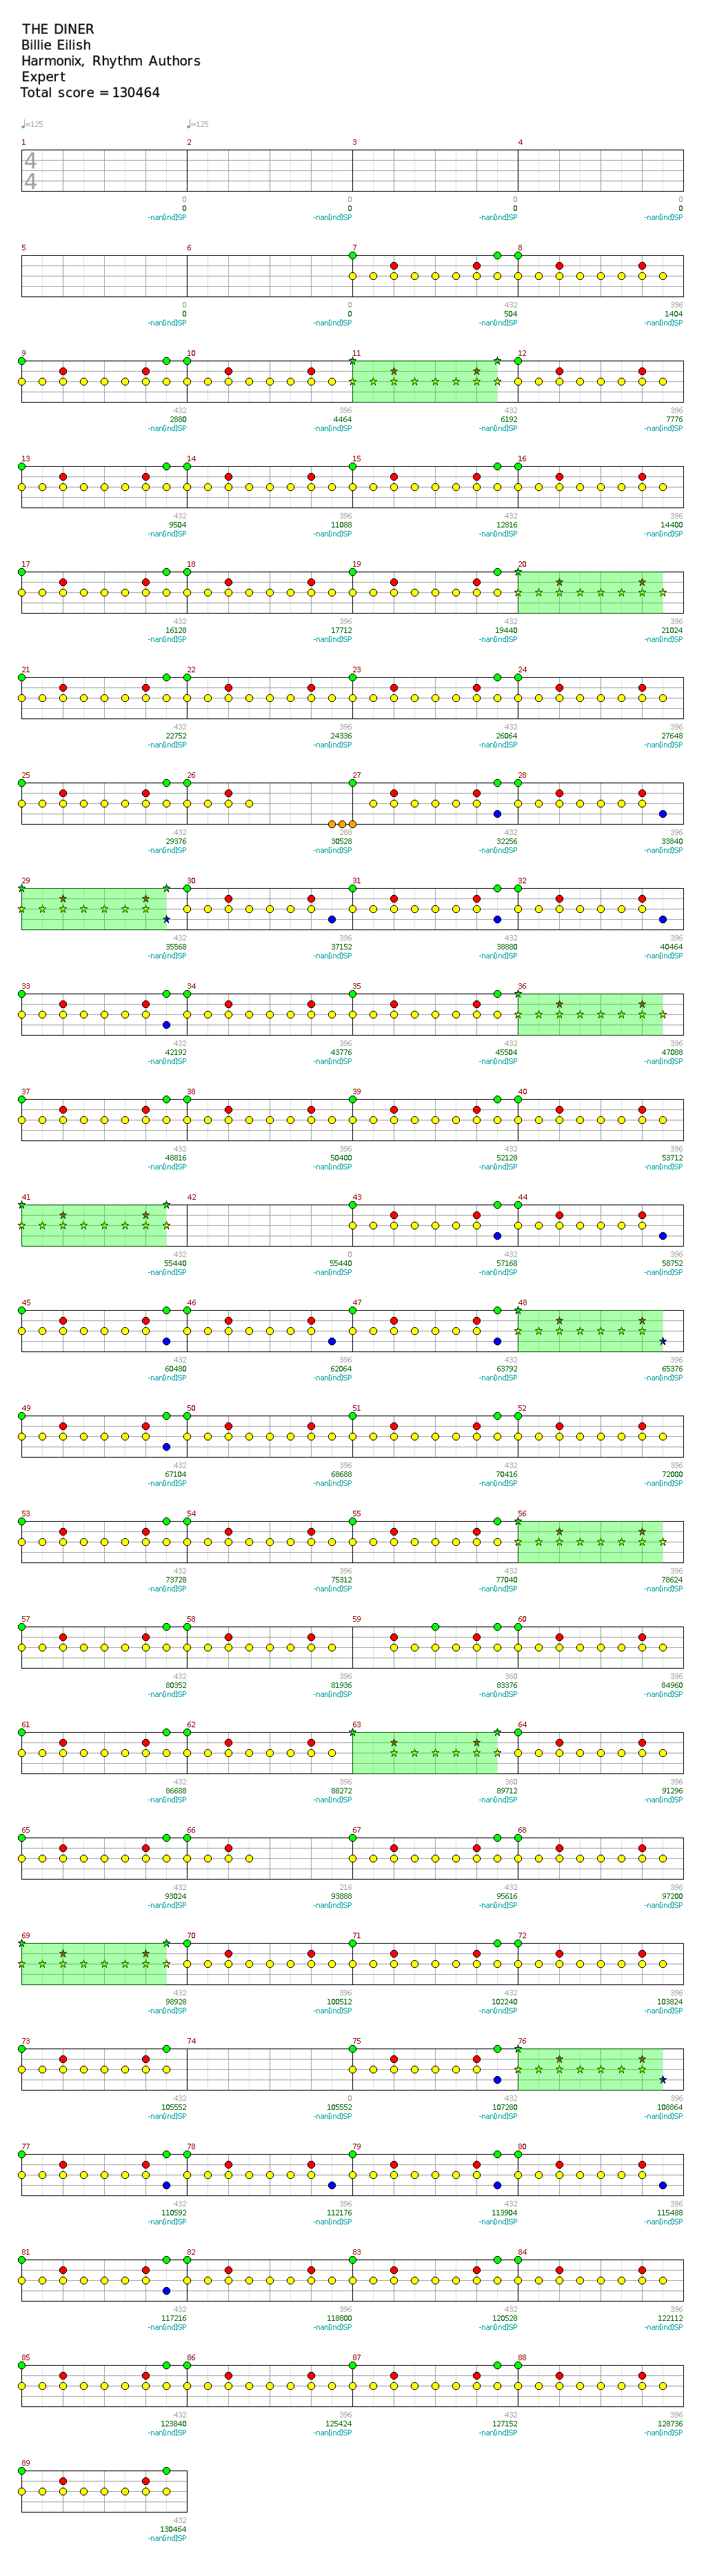 THE DINER
Billie Eilish
Harmonix, Rhythm Authors
Expert
Total score = 130464
♩=125 ♩=125
1 2 3 4
4
4
0 0 0 0
0 0 0 0
-nan(ind)SP -nan(ind)SP -nan(ind)SP -nan(ind)SP
5 6 7 8
0 0 432 396
0 0 504 1404
-nan(ind)SP -nan(ind)SP -nan(ind)SP -nan(ind)SP
9 10 11 12
432 396 432 396
2880 4464 6192 7776
-nan(ind)SP -nan(ind)SP -nan(ind)SP -nan(ind)SP
13 14 15 16
432 396 432 396
9504 11088 12816 14400
-nan(ind)SP -nan(ind)SP -nan(ind)SP -nan(ind)SP
17 18 19 20
432 396 432 396
16128 17712 19440 21024
-nan(ind)SP -nan(ind)SP -nan(ind)SP -nan(ind)SP
21 22 23 24
432 396 432 396
22752 24336 26064 27648
-nan(ind)SP -nan(ind)SP -nan(ind)SP -nan(ind)SP
25 26 27 28
432 288 432 396
29376 30528 32256 33840
-nan(ind)SP -nan(ind)SP -nan(ind)SP -nan(ind)SP
29 30 31 32
432 396 432 396
35568 37152 38880 40464
-nan(ind)SP -nan(ind)SP -nan(ind)SP -nan(ind)SP
33 34 35 36
432 396 432 396
42192 43776 45504 47088
-nan(ind)SP -nan(ind)SP -nan(ind)SP -nan(ind)SP
37 38 39 40
432 396 432 396
48816 50400 52128 53712
-nan(ind)SP -nan(ind)SP -nan(ind)SP -nan(ind)SP
41 42 43 44
432 0 432 396
55440 55440 57168 58752
-nan(ind)SP -nan(ind)SP -nan(ind)SP -nan(ind)SP
45 46 47 48
432 396 432 396
60480 62064 63792 65376
-nan(ind)SP -nan(ind)SP -nan(ind)SP -nan(ind)SP
49 50 51 52
432 396 432 396
67104 68688 70416 72000
-nan(ind)SP -nan(ind)SP -nan(ind)SP -nan(ind)SP
53 54 55 56
432 396 432 396
73728 75312 77040 78624
-nan(ind)SP -nan(ind)SP -nan(ind)SP -nan(ind)SP
57 58 59 60
432 396 360 396
80352 81936 83376 84960
-nan(ind)SP -nan(ind)SP -nan(ind)SP -nan(ind)SP
61 62 63 64
432 396 360 396
86688 88272 89712 91296
-nan(ind)SP -nan(ind)SP -nan(ind)SP -nan(ind)SP
65 66 67 68
432 216 432 396
93024 93888 95616 97200
-nan(ind)SP -nan(ind)SP -nan(ind)SP -nan(ind)SP
69 70 71 72
432 396 432 396
98928 100512 102240 103824
-nan(ind)SP -nan(ind)SP -nan(ind)SP -nan(ind)SP
73 74 75 76
432 0 432 396
105552 105552 107280 108864
-nan(ind)SP -nan(ind)SP -nan(ind)SP -nan(ind)SP
77 78 79 80
432 396 432 396
110592 112176 113904 115488
-nan(ind)SP -nan(ind)SP -nan(ind)SP -nan(ind)SP
81 82 83 84
432 396 432 396
117216 118800 120528 122112
-nan(ind)SP -nan(ind)SP -nan(ind)SP -nan(ind)SP
85 86 87 88
432 396 432 396
123840 125424 127152 128736
-nan(ind)SP -nan(ind)SP -nan(ind)SP -nan(ind)SP
89
432
130464
-nan(ind)SP